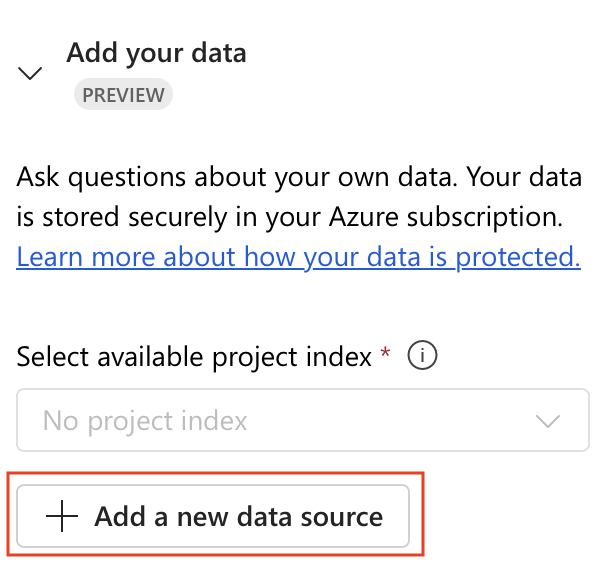 Add your data
PREVIEW
Ask questions about your own data. Your data
is stored securely in your Azure subscription.
Learn more about how your data is protected.
Select available project index *
No project index
Add a new data source